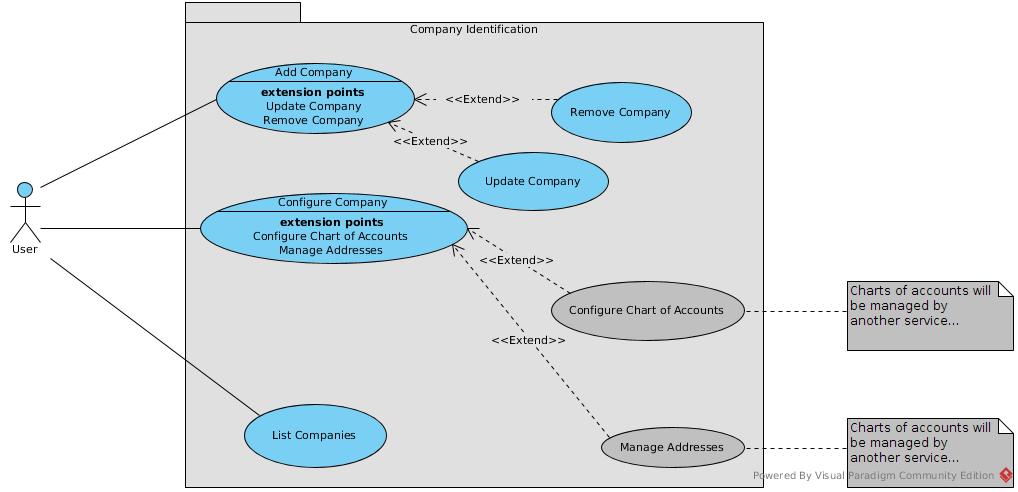 Company Identification
Add Company
extension points
Update Company
Remove Company
<<Extend>>
Remove Company
<<Extend>>
Update Company
Configure Company
extension points
Configure Chart of Accounts
Manage Addresses
User
<<Extend>>
Configure Chart of Accounts
Charts of accounts will
be managed by
another service...
<<Extend>>
List Companies
Manage Addresses
Charts of accounts will
be managed by
another service...
Powered By Visual Paradigm Community Edition